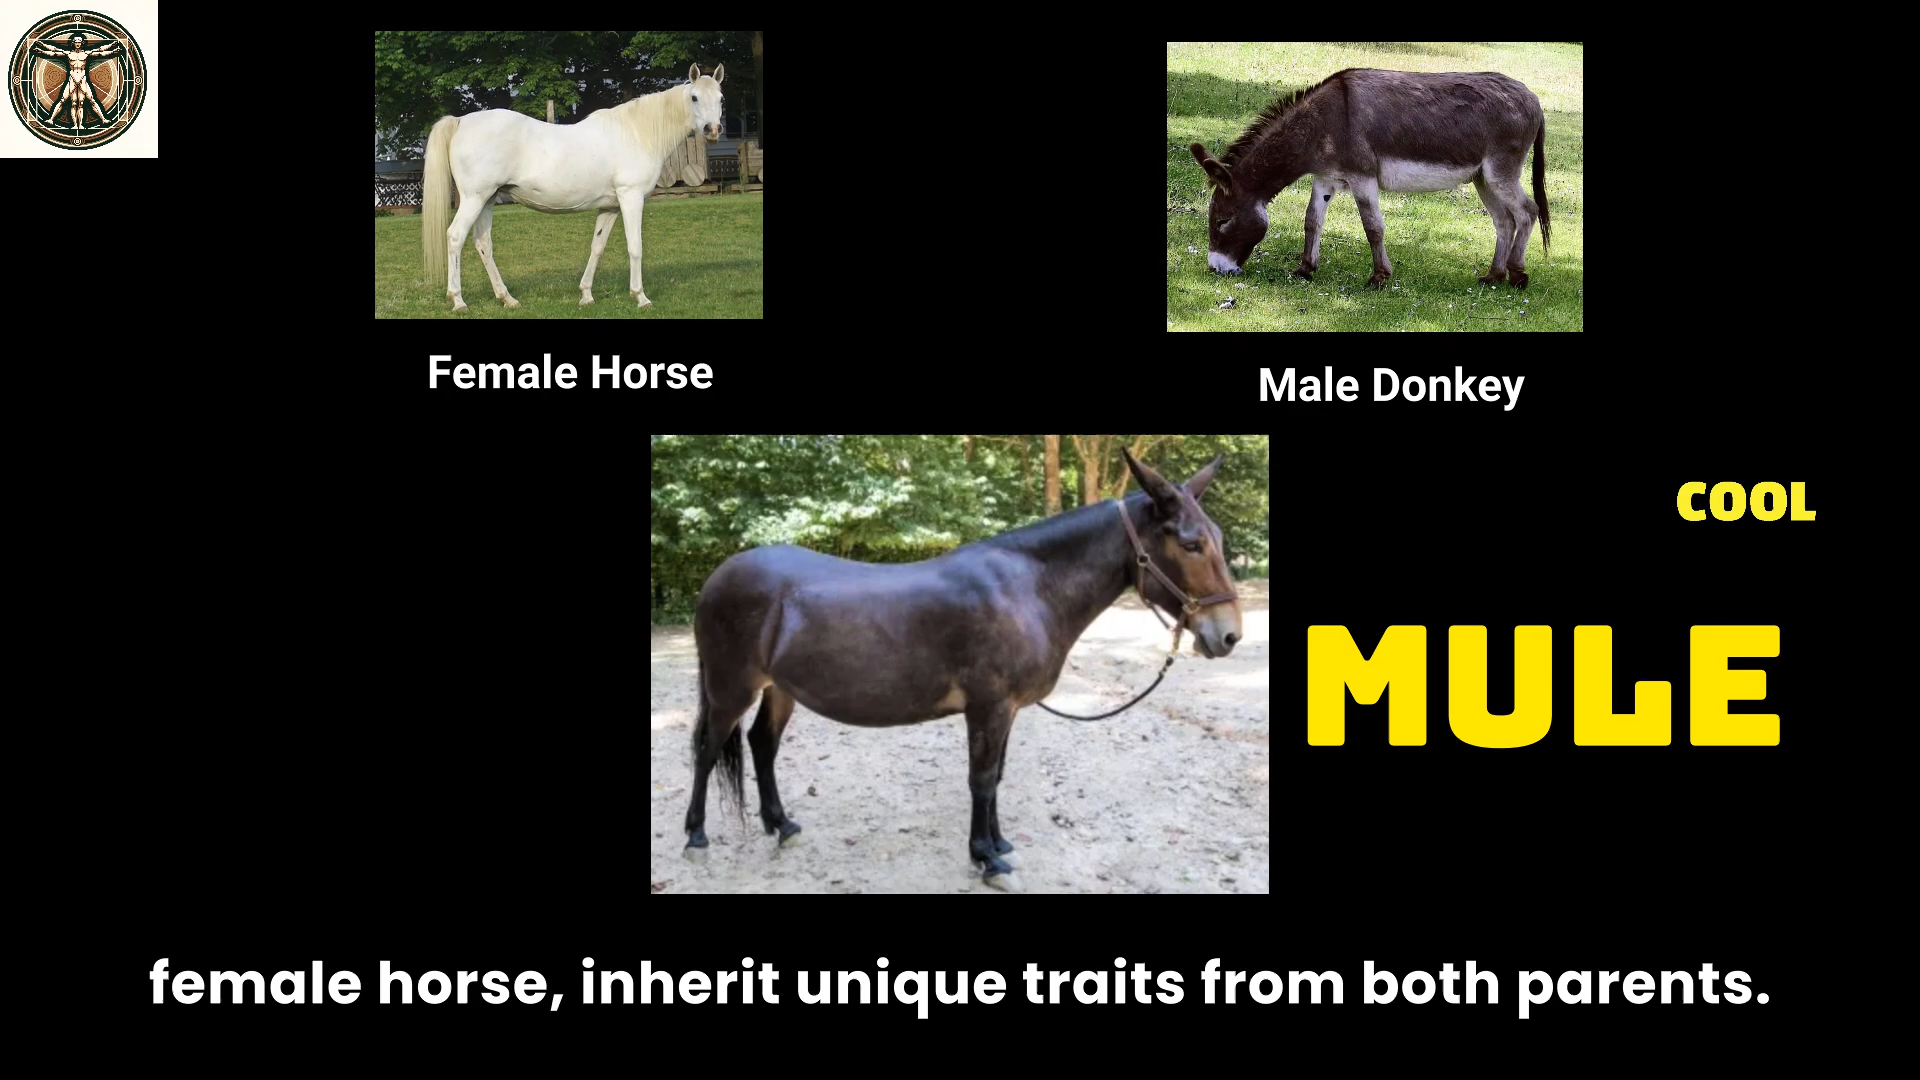 Female Horse
Male Donkey
COOL
MULE
female horse, inherit unique traits from both parents.